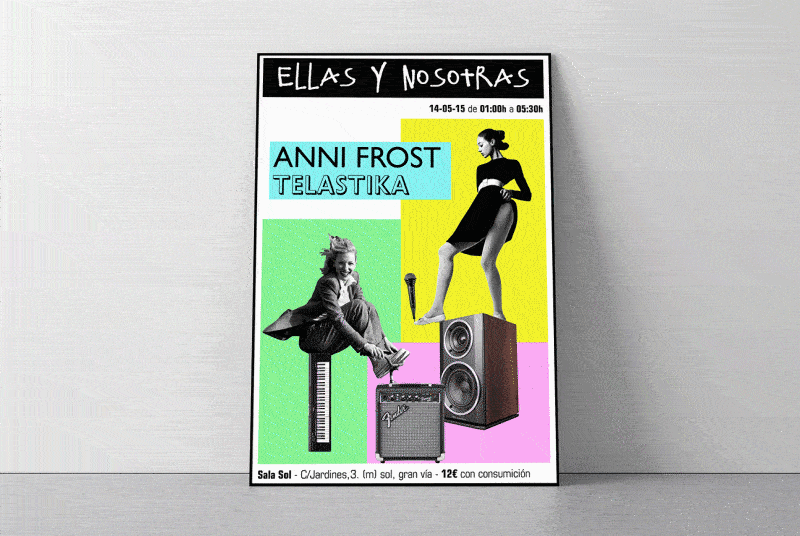 ELLAS Y NOSOTRAS
14-05-15 de 01:00h a 05:30h
ANNI FROST
TELASTIKA
Fender
Sala Sol - C/Jardines,3. (m) sol, gran vía - 12€ con consumición